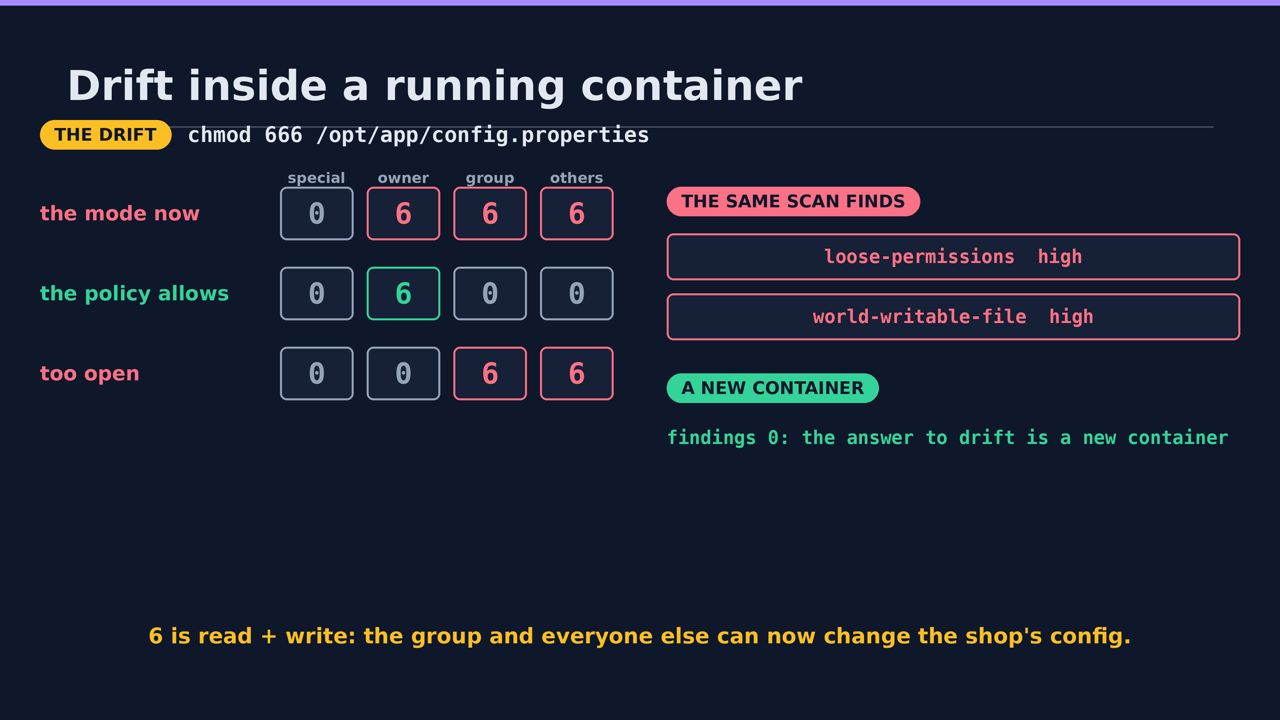 Drift inside a running container
THE DRIFT chmod 666 /opt/app/config.properties
special owner group others
the mode now 0 6 6 6
the policy allows 0 6 0 0
too open 0 0 6 6
THE SAME SCAN FINDS
loose-permissions high
world-writable-file high
A NEW CONTAINER
findings 0: the answer to drift is a new container
6 is read + write: the group and everyone else can now change the shop's config.